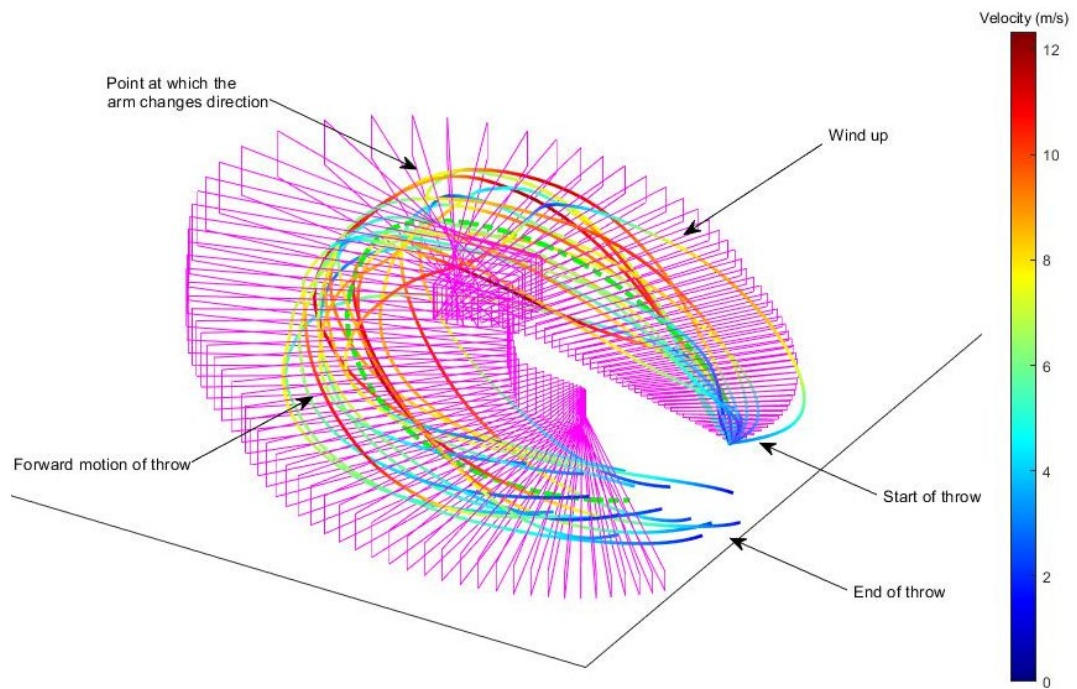 Velocity (m/s)
12
Point at which the
arm changes direction
Wind up
10
8
6
Forward motion of throw
4
Start of throw
2
End of throw
0